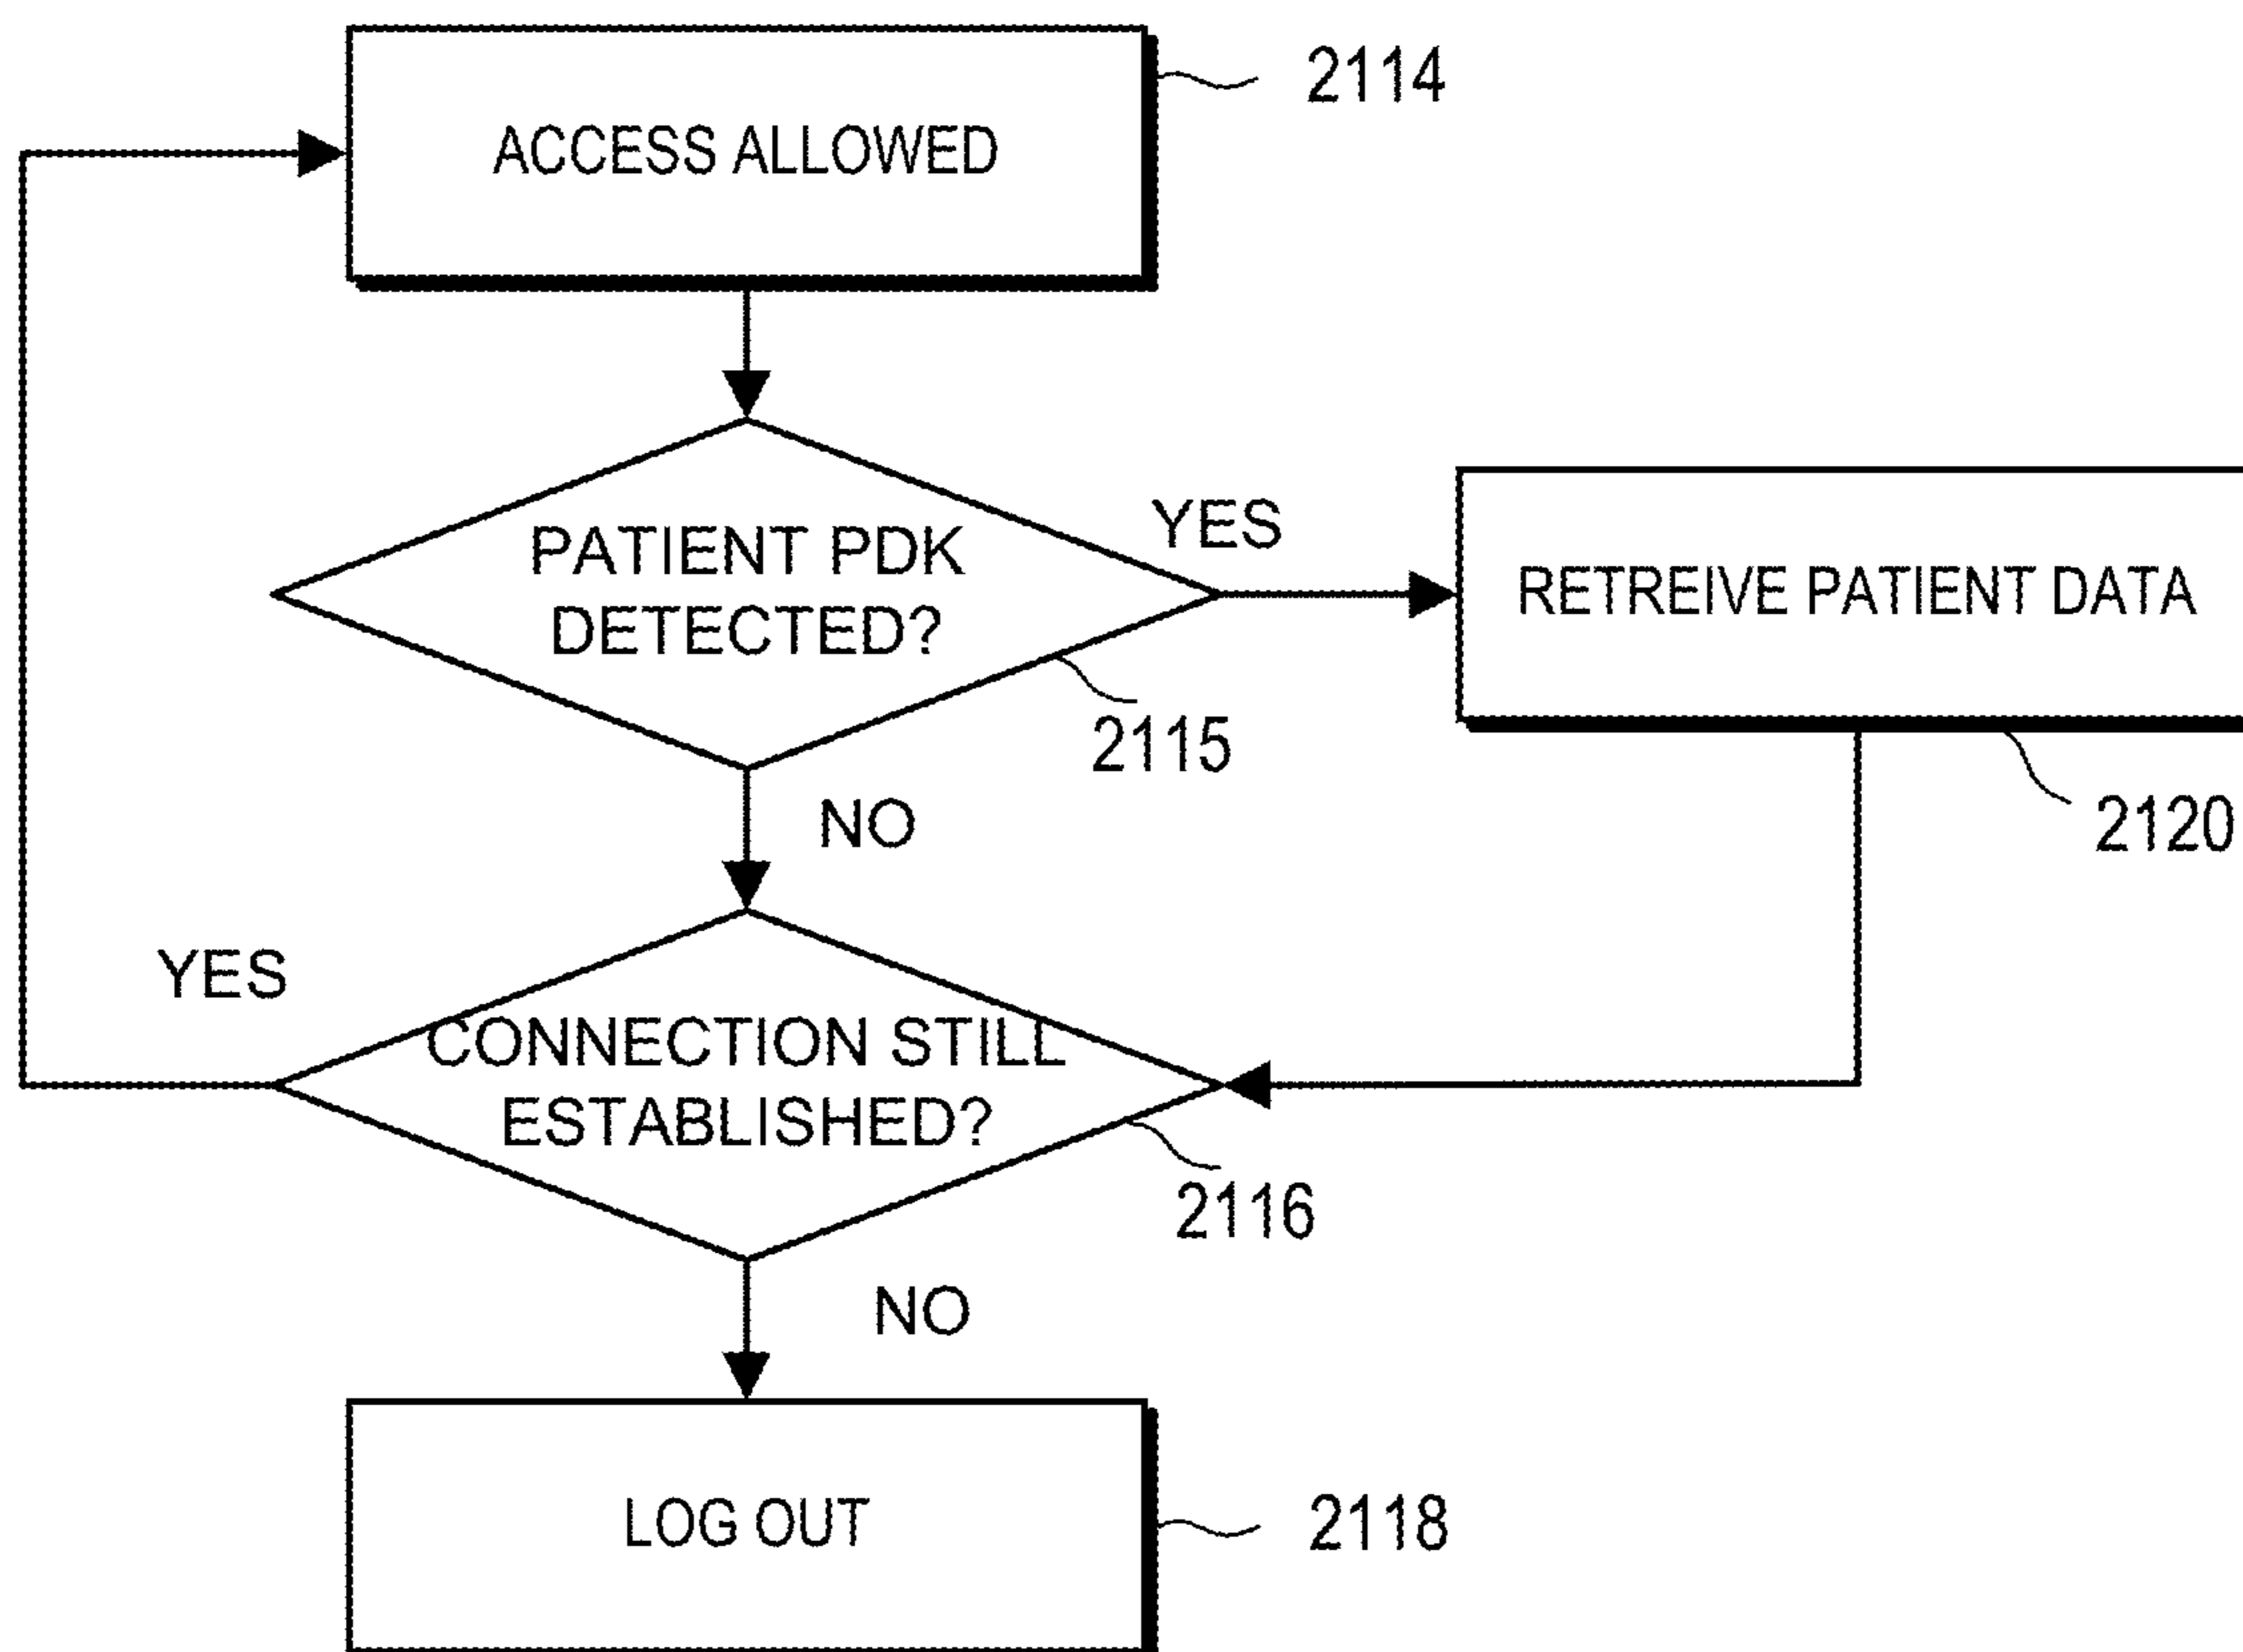 ACCESS ALLOWED
2114
PATIENT PDK
DETECTED?
YES
RETREIVE PATIENT DATA
2115
2120
NO
YES
CONNECTION STILL
ESTABLISHED?
2116
NO
LOG OUT
2118